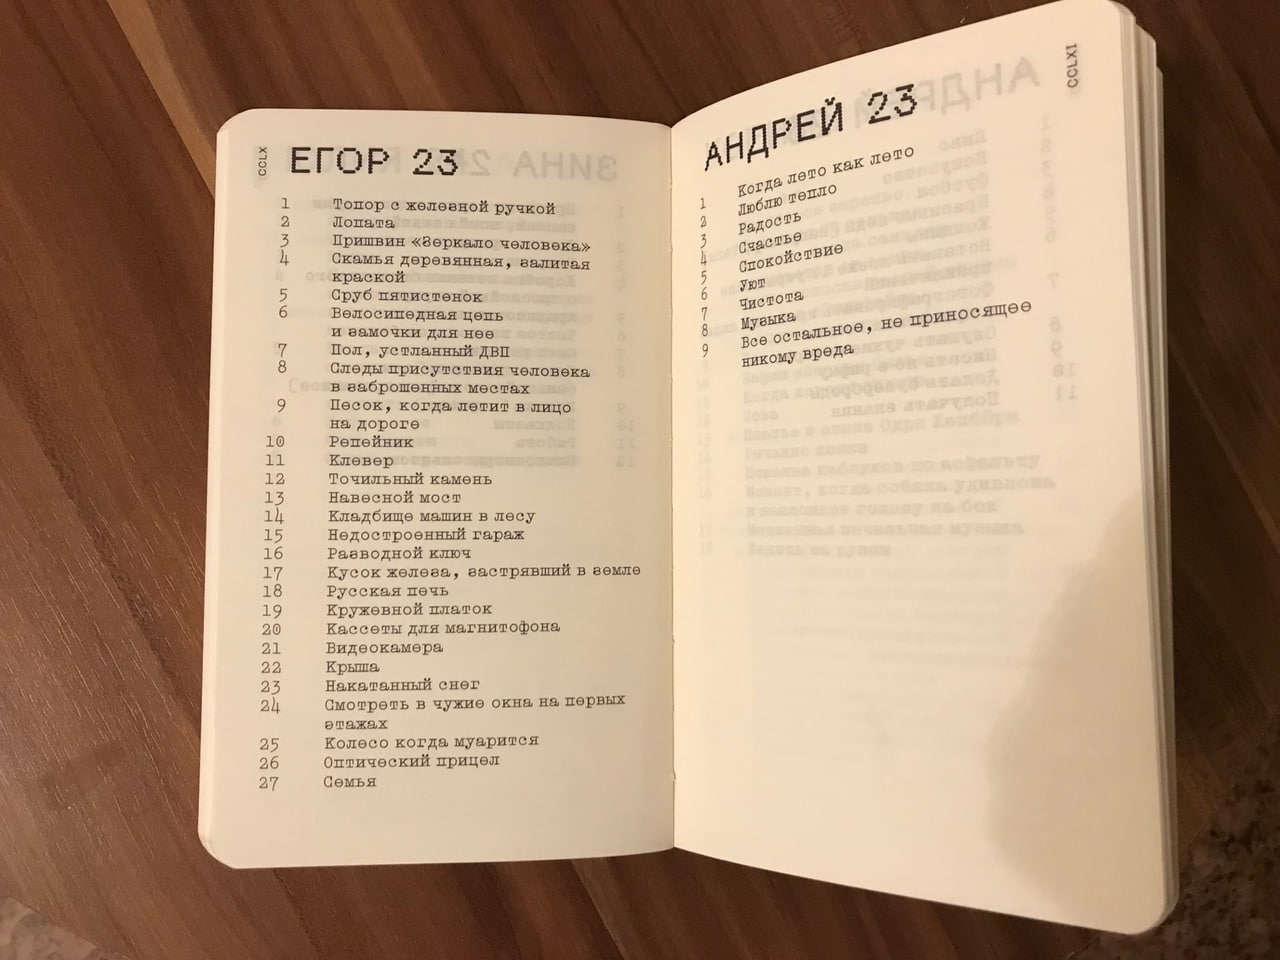 CCLX
ЕГОР 23
1 Топор с железной ручкой
2 Лопата
3 Пришвин «Зеркало человека»
4 Скамья деревянная, залитая
краской
5 Сруб пятистенок
6 Велосипедная цепь
и замочки для нее
7 Пол, устланный ДВП
8 Следы присутствия человека
в заброшенных местах
9 Песок, когда летит в лицо
на дороге
10 Репейник
11 Клевер
12 Точильный камень
13 Навесной мост
14 Кладбище машин в лесу
15 Недостроенный гараж
16 Разводной ключ
17 Кусок железа, застрявший в земле
18 Русская печь
19 Кружевной платок
20 Кассеты для магнитофона
21 Видеокамера
22 Крыша
23 Накатанный снег
24 Смотреть в чужие окна на первых
этажах
25 Колесо когда муарится
26 Оптический прицел
27 Семья
CCLXI
АНДРЕЙ 23
1 Когда лето как лето
2 Люблю тепло
3 Радость
4 Счастье
5 Спокойствие
6 Уют
7 Чистота
8 Музыка
9 Все остальное, не приносящее
никому вреда